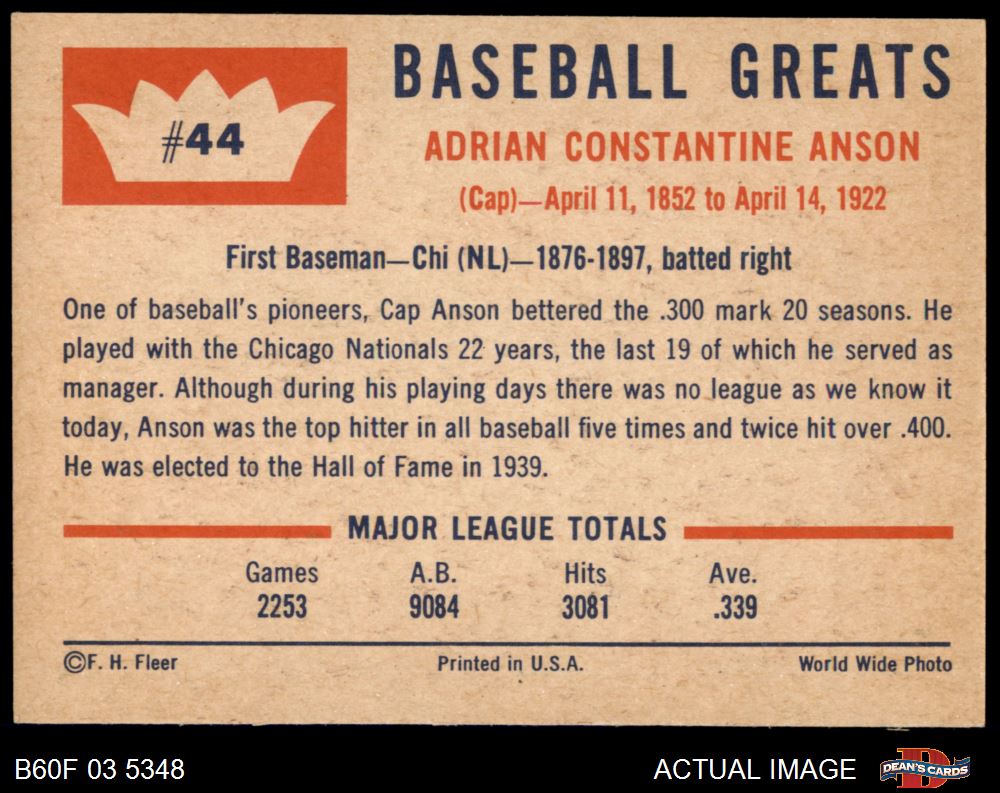 #44
BASEBALL GREATS
ADRIAN CONSTANTINE ANSON
(Cap)—April 11, 1852 to April 14, 1922
First Baseman—Chi (NL)—1876-1897, batted right
One of baseball's pioneers, Cap Anson bettered the .300 mark 20 seasons. He
played with the Chicago Nationals 22 years, the last 19 of which he served as
manager. Although during his playing days there was no league as we know it
today, Anson was the top hitter in all baseball five times and twice hit over .400.
He was elected to the Hall of Fame in 1939.
MAJOR LEAGUE TOTALS
Games A.B. Hits Ave.
2253 9084 3081 .339
©F. H. Fleer Printed in U.S.A. World Wide Photo
B60F 03 5348 ACTUAL IMAGE D DEAN'S CARDS